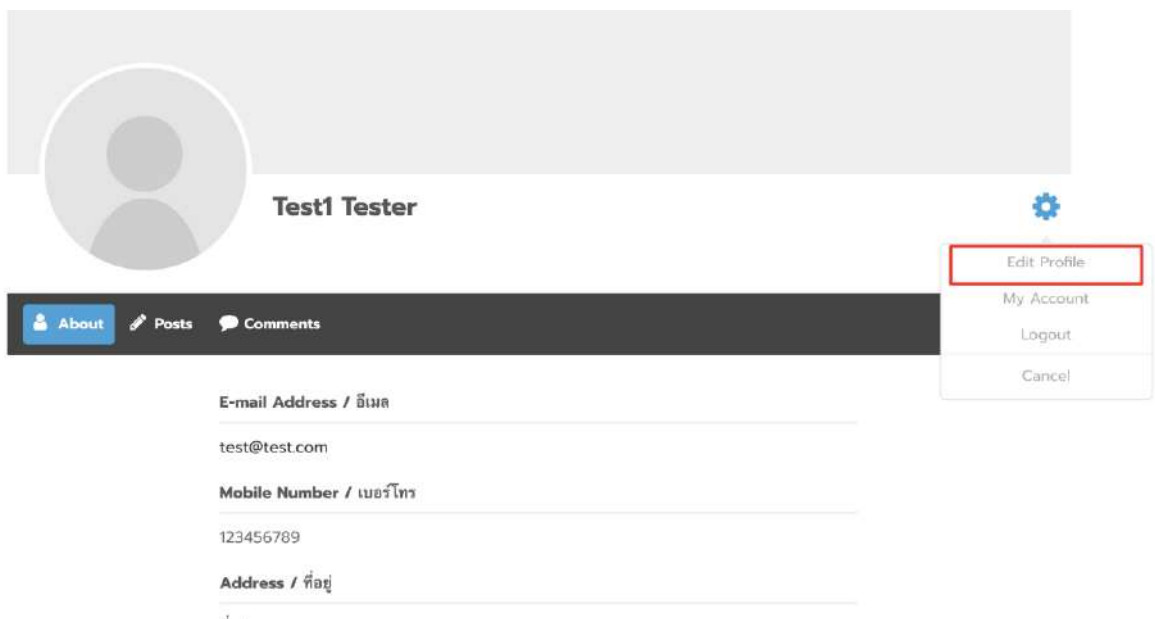 Test1 Tester
Edit Profile
My Account
Logout
Cancel
About Posts Comments
E-mail Address / อีเมล
test@test.com
Mobile Number / เบอร์โทร
123456789
Address / ที่อยู่